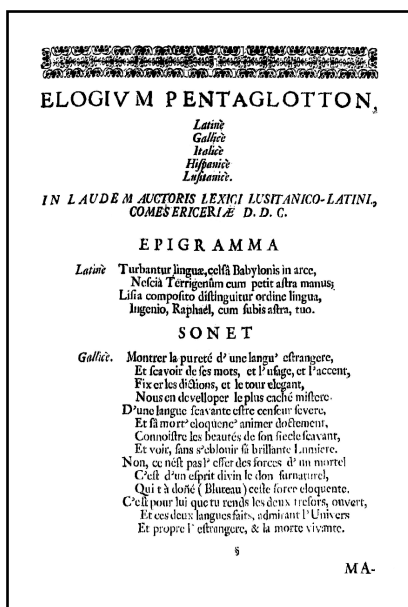 ELOGIVM PENTAGLOTTON,
Latinè
Gallicè
Italicè
Hiſpanicè
Luſitanicè.
IN LAUDEM AUCTORIS LEXICI LUSITANICO-LATINI,
COMES ERICERIÆ D. D. C.
EPIGRAMMA
Latinè Turbantur linguæ, celſâ Babylonis in arce,
Neſcià Terrigenûm cum petit aſtra manus;
Liſia compoſito diſtinguitur ordine lingua,
Ingenio, Raphaël, cum ſubis aſtra, tuo.
SONET
Gallicè. Montrer la pureté d' une langu' eſtrangere,
Et ſcavoir de ſes mots, et l'uſage, et l'accent,
Fixer les dictions, et le tour elegant,
Nous en developper le plus caché miſtere.
D'une langue ſcavante eſtre cenſeur ſevere,
Et ſa mort' eloquenc' animer doctement,
Connoiſtre les beautés de ſon ſiecle ſcavant,
Et voir, ſans s'eblouir ſa brillante Lumiere.
Non, ce nést pas l' effet des forces d' un mortel
C'eſt d'un eſprit divin le don ſurnaturel,
Qui t à doñé ( Bluteau ) ceſte force eloquente.
C'eſt pour lui que tu rends les deux treſors, ouvert,
Et ces deux langues ſaits, admirant l'Univers
Et propre l' eſtrangere, & la morte vivante.
§
MA-